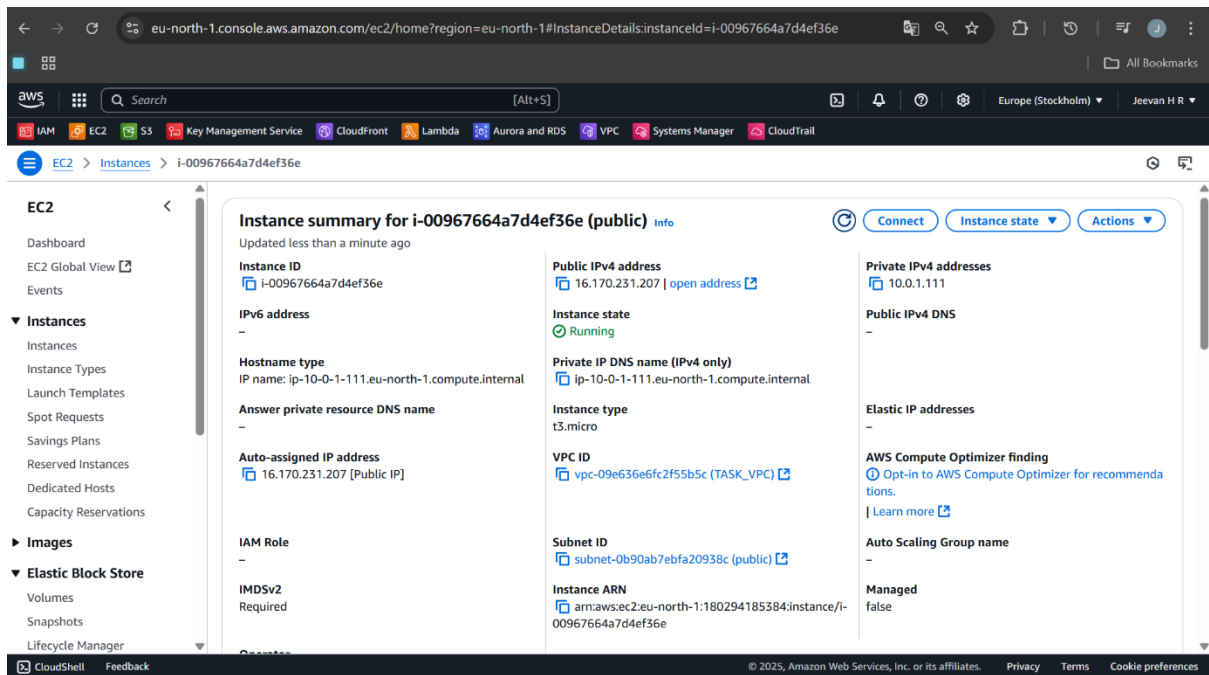 eu-north-1.console.aws.amazon.com/ec2/home?region=eu-north-1#InstanceDetails:instanceId=i-00967664a7d4ef36e
J
All Bookmarks
aws
Search
[Alt+S]
Europe (Stockholm)
Jeevan H R
IAM
EC2
S3
Key Management Service
CloudFront
Lambda
Aurora and RDS
VPC
Systems Manager
CloudTrail
EC2 > Instances > i-00967664a7d4ef36e
EC2
Dashboard
EC2 Global View
Events
Instances
Instances
Instance Types
Launch Templates
Spot Requests
Savings Plans
Reserved Instances
Dedicated Hosts
Capacity Reservations
Images
Elastic Block Store
Volumes
Snapshots
Lifecycle Manager
Instance summary for i-00967664a7d4ef36e (public) Info
Updated less than a minute ago
Connect
Instance state
Actions
Instance ID
i-00967664a7d4ef36e
Public IPv4 address
16.170.231.207 | open address
Private IPv4 addresses
10.0.1.111
IPv6 address
–
Instance state
Running
Public IPv4 DNS
–
Hostname type
IP name: ip-10-0-1-111.eu-north-1.compute.internal
Private IP DNS name (IPv4 only)
ip-10-0-1-111.eu-north-1.compute.internal
Answer private resource DNS name
–
Instance type
t3.micro
Elastic IP addresses
–
Auto-assigned IP address
16.170.231.207 [Public IP]
VPC ID
vpc-09e636e6fc2f55b5c (TASK_VPC)
AWS Compute Optimizer finding
Opt-in to AWS Compute Optimizer for recommenda
tions.
| Learn more
IAM Role
–
Subnet ID
subnet-0b90ab7ebfa20938c (public)
Auto Scaling Group name
–
IMDSv2
Required
Instance ARN
arn:aws:ec2:eu-north-1:180294185384:instance/i-
00967664a7d4ef36e
Managed
false
Operator
CloudShell
Feedback
© 2025, Amazon Web Services, Inc. or its affiliates.
Privacy
Terms
Cookie preferences